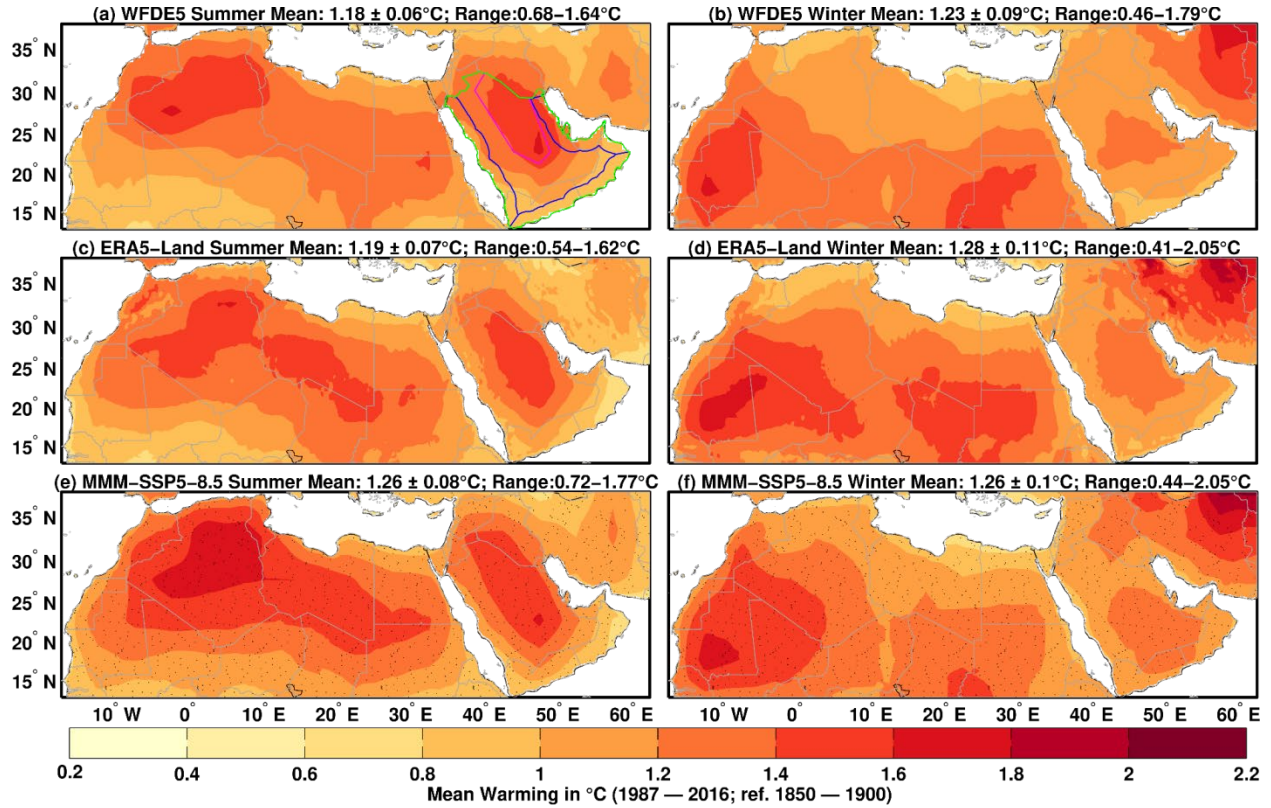 (a) WFDE5 Summer Mean: 1.18 ± 0.06°C; Range:0.68−1.64°C
(b) WFDE5 Winter Mean: 1.23 ± 0.09°C; Range:0.46−1.79°C
35° N
30° N
25° N
20° N
15° N
(c) ERA5−Land Summer Mean: 1.19 ± 0.07°C; Range:0.54−1.62°C
(d) ERA5−Land Winter Mean: 1.28 ± 0.11°C; Range:0.41−2.05°C
35° N
30° N
25° N
20° N
15° N
(e) MMM−SSP5−8.5 Summer Mean: 1.26 ± 0.08°C; Range:0.72−1.77°C
(f) MMM−SSP5−8.5 Winter Mean: 1.26 ± 0.1°C; Range:0.44−2.05°C
35° N
30° N
25° N
20° N
15° N
10° W 0° 10° E 20° E 30° E 40° E 50° E 60° E
10° W 0° 10° E 20° E 30° E 40° E 50° E 60° E
0.2 0.4 0.6 0.8 1 1.2 1.4 1.6 1.8 2 2.2
Mean Warming in °C (1987 — 2016; ref. 1850 — 1900)